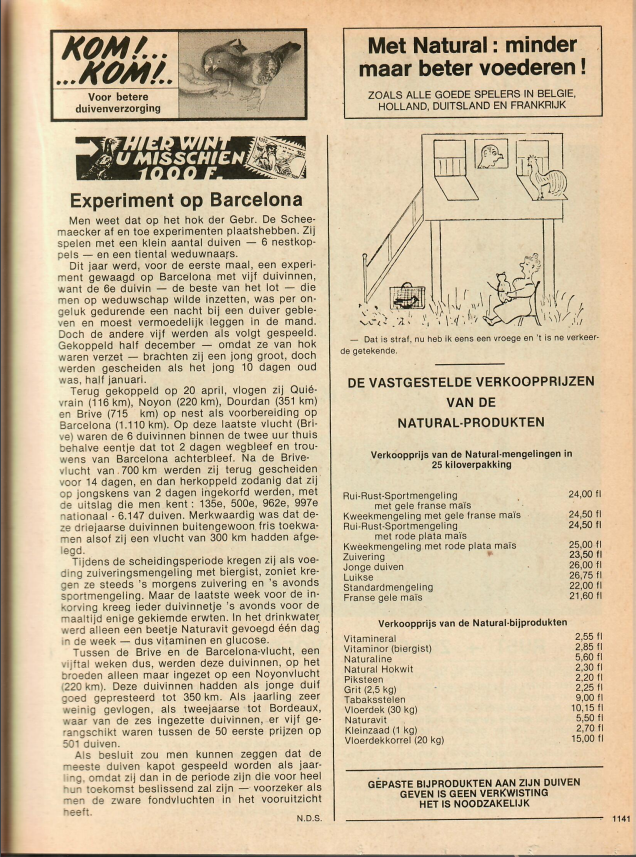 KOM!...
...KOM!..
Voor betere
duivenverzorging
HIER WINT
U MISSCHIEN
1000 F.
Experiment op Barcelona
Men weet dat op het hok der Gebr. De Schee-
maecker af en toe experimenten plaatshebben. Zij
spelen met een klein aantal duiven — 6 nestkop-
pels — en een tiental weduwnaars.
Dit jaar werd, voor de eerste maal, een experi-
ment gewaagd op Barcelona met vijf duivinnen,
want de 6e duivin — de beste van het lot — die
men op weduwschap wilde inzetten, was per on-
geluk gedurende een nacht bij een duiver geble-
ven en moest vermoedelijk leggen in de mand.
Doch de andere vijf werden als volgt gespeeld.
Gekoppeld half december — omdat ze van hok
waren verzet — brachten zij een jong groot, doch
werden gescheiden als het jong 10 dagen oud
was, half januari.
Terug gekoppeld op 20 april, vlogen zij Quié-
vrain (116 km), Noyon (220 km), Dourdan (351 km)
en Brive (715 km) op nest als voorbereiding op
Barcelona (1.110 km). Op deze laatste vlucht (Bri-
ve) waren de 6 duivinnen binnen de twee uur thuis
behalve eentje dat tot 2 dagen wegbleef en trou-
wens van Barcelona achterbleef. Na de Brive-
vlucht van 700 km werden zij terug gescheiden
voor 14 dagen, en dan herkoppeld zodanig dat zij
op jongskens van 2 dagen ingekorfd werden, met
de uitslag die men kent : 135e, 500e, 962e, 997e
nationaal - 6.147 duiven. Merkwaardig was dat de-
ze driejaarse duivinnen buitengewoon fris toekwa-
men alsof zij een vlucht van 300 km hadden afge-
legd.
Tijdens de scheidingsperiode kregen zij als voe-
ding zuiveringsmengeling met biergist, zoniet kre-
gen ze steeds 's morgens zuivering en 's avonds
sportmengeling. Maar de laatste week voor de in-
korving kreeg ieder duivinnetje 's avonds voor de
maaltijd enige gekiemde erwten. In het drinkwater
werd alleen een beetje Naturavit gevoegd één dag
in de week — dus vitaminen en glucose.
Tussen de Brive en de Barcelona-vlucht, een
vijftal weken dus, werden deze duivinnen, op het
broeden alleen maar ingezet op een Noyonvlucht
(220 km). Deze duivinnen hadden als jonge duif
goed gepresteerd tot 350 km. Als jaarling zeer
weinig gevlogen, als tweejaarse tot Bordeaux,
waar van de zes ingezette duivinnen, er vijf ge-
rangschikt waren tussen de 50 eerste prijzen op
501 duiven.
Als besluit zou men kunnen zeggen dat de
meeste duiven kapot gespeeld worden als jaar-
ling, omdat zij dan in de periode zijn die voor heel
hun toekomst beslissend zal zijn — voorzeker als
men de zware fondvluchten in het vooruitzicht
heeft.
N.D.S.
Met Natural : minder
maar beter voederen !
ZOALS ALLE GOEDE SPELERS IN BELGIE,
HOLLAND, DUITSLAND EN FRANKRIJK
— Dat is straf, nu heb ik eens een vroege en 't is ne verkeer-
de getekende.
DE VASTGESTELDE VERKOOPPRIJZEN
VAN DE
NATURAL-PRODUKTEN
Verkoopprijs van de Natural-mengelingen in
25 kiloverpakking
Rui-Rust-Sportmengeling 24,00 fl
met gele franse maïs
Kweekmengeling met gele franse maïs 24,50 fl
Rui-Rust-Sportmengeling 24,50 fl
met rode plata maïs
Kweekmengeling met rode plata maïs 25,00 fl
Zuivering 23,50 fl
Jonge duiven 26,00 fl
Luikse 26,75 fl
Standardmengeling 22,00 fl
Franse gele maïs 21,60 fl
Verkoopprijs van de Natural-bijprodukten
Vitamineral 2,55 fl
Vitaminor (biergist) 2,85 fl
Naturaline 5,60 fl
Natural Hokwit 2,30 fl
Piksteen 2,20 fl
Grit (2,5 kg) 2,25 fl
Tabaksstelen 9,00 fl
Vloerdek (30 kg) 10,15 fl
Naturavit 5,50 fl
Kleinzaad (1 kg) 2,70 fl
Vloerdekkorrel (20 kg) 15,00 fl
GEPASTE BIJPRODUKTEN AAN ZIJN DUIVEN
GEVEN IS GEEN VERKWISTING
HET IS NOODZAKELIJK
1141